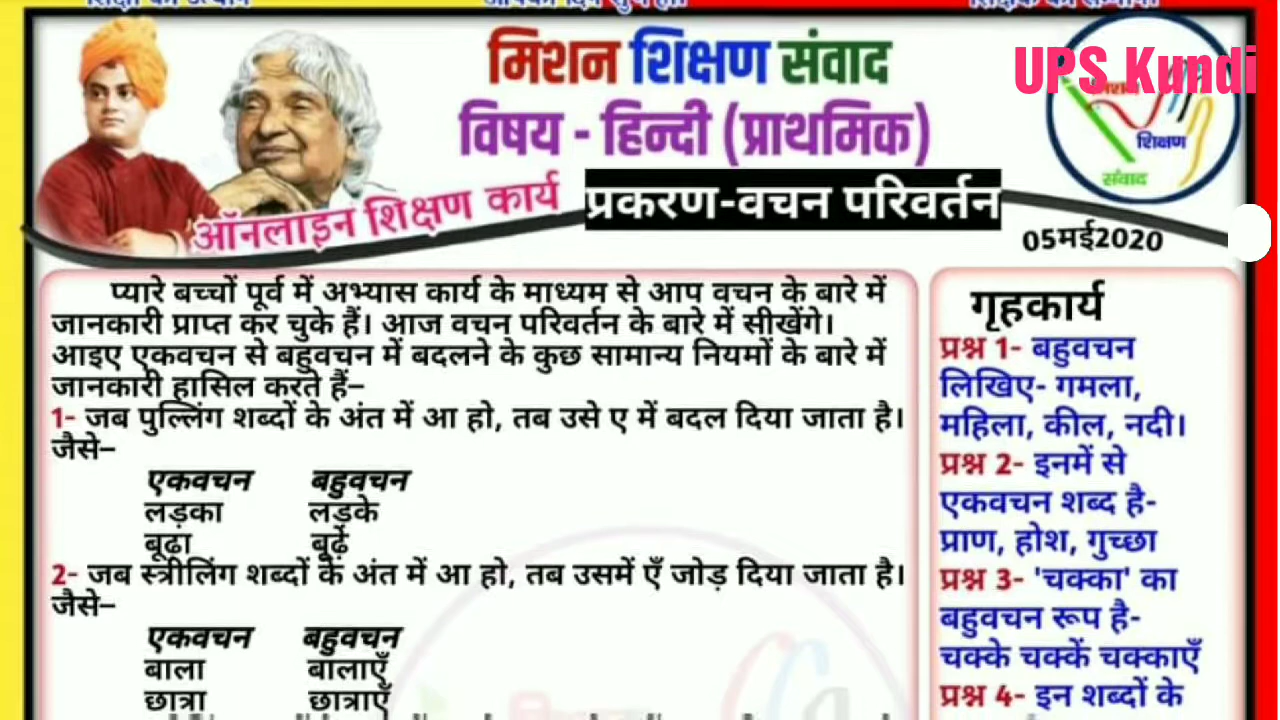 मिशन शिक्षण संवाद
UPS Kundi
विषय - हिन्दी (प्राथमिक)
शिक्षण
संवाद
ऑनलाइन शिक्षण कार्य
प्रकरण-वचन परिवर्तन
05मई2020
प्यारे बच्चों पूर्व में अभ्यास कार्य के माध्यम से आप वचन के बारे में
जानकारी प्राप्त कर चुके हैं। आज वचन परिवर्तन के बारे में सीखेंगे।
आइए एकवचन से बहुवचन में बदलने के कुछ सामान्य नियमों के बारे में
जानकारी हासिल करते हैं–
1- जब पुल्लिंग शब्दों के अंत में आ हो, तब उसे ए में बदल दिया जाता है।
जैसे–
एकवचन बहुवचन
लड़का लड़के
बूढ़ा बूढ़े
2- जब स्त्रीलिंग शब्दों के अंत में आ हो, तब उसमें एँ जोड़ दिया जाता है।
जैसे–
एकवचन बहुवचन
बाला बालाएँ
छात्रा छात्राएँ
गृहकार्य
प्रश्न 1- बहुवचन
लिखिए- गमला,
महिला, कील, नदी।
प्रश्न 2- इनमें से
एकवचन शब्द है-
प्राण, होश, गुच्छा
प्रश्न 3- 'चक्का' का
बहुवचन रूप है-
चक्के चक्कें चक्काएँ
प्रश्न 4- इन शब्दों के